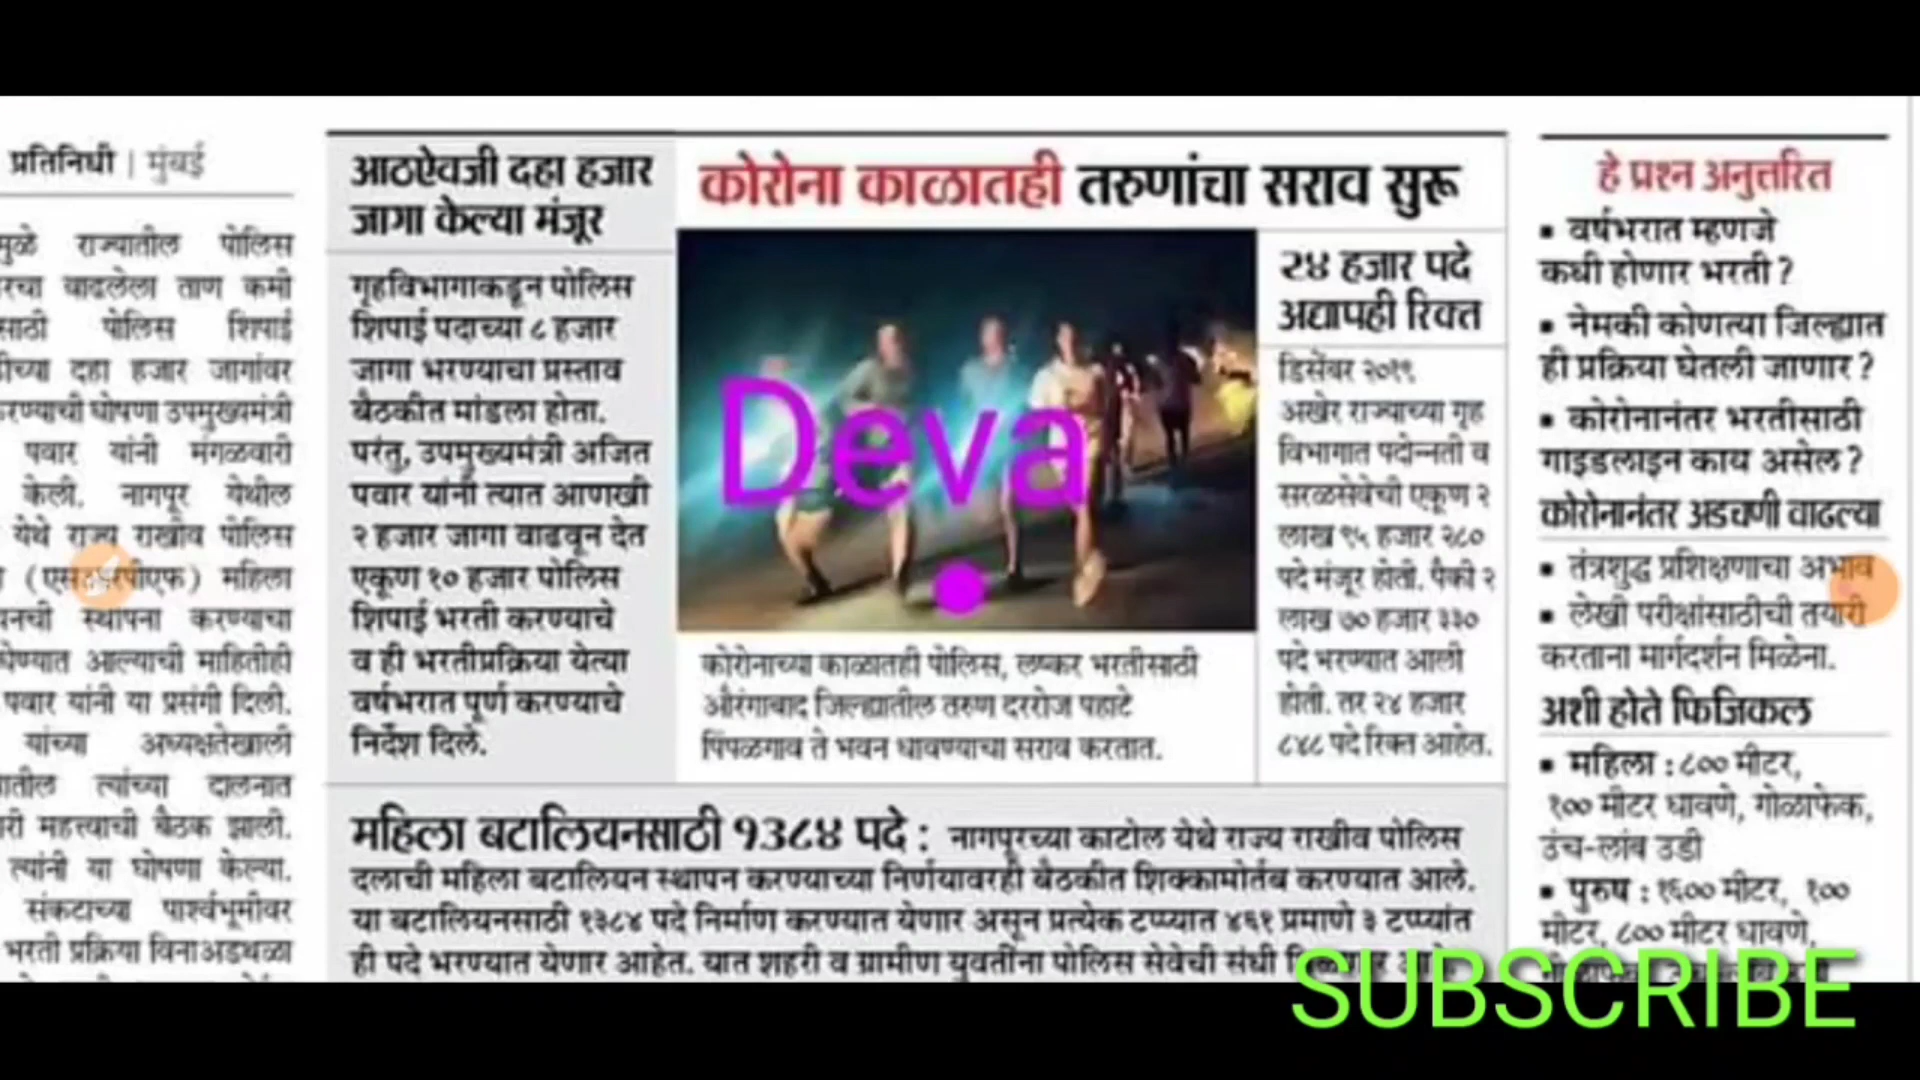 प्रतिनिधी | मुंबई
मुळे राज्यातील पोलिस
वाढलेला ताण कमी
पोलिस शिपाई
दहा हजार जागांवर
करण्याची घोषणा उपमुख्यमंत्री
पवार यांनी मंगळवारी
केली. नागपूर येथील
येथे राज्य राखीव पोलिस
(एसआरपीएफ) महिला
स्थापना करण्याचा
घेण्यात आल्याची माहितीही
पवार यांनी या प्रसंगी दिली.
यांच्या अध्यक्षतेखाली
त्यांच्या दालनात
महत्त्वाची बैठक झाली.
त्यांनी या घोषणा केल्या.
संकटाच्या पार्श्वभूमीवर
भरती प्रक्रिया विनाअडथळा
आठऐवजी दहा हजार
जागा केल्या मंजूर
गृहविभागाकडून पोलिस
शिपाई पदाच्या ८ हजार
जागा भरण्याचा प्रस्ताव
बैठकीत मांडला होता.
परंतु, उपमुख्यमंत्री अजित
पवार यांनी त्यात आणखी
२ हजार जागा वाढवून देत
एकूण १० हजार पोलिस
शिपाई भरती करण्याचे
व ही भरतीप्रक्रिया येत्या
वर्षभरात पूर्ण करण्याचे
निर्देश दिले.
कोरोना काळातही तरुणांचा सराव सुरू
Deva
.
कोरोनाच्या काळातही पोलिस, लष्कर भरतीसाठी
औरंगाबाद जिल्ह्यातील तरुण दररोज पहाटे
पिंपळगाव ते भवन धावण्याचा सराव करतात.
२४ हजार पदे
अद्यापही रिक्त
डिसेंबर २०१९
अखेर राज्याच्या गृह
विभागात पदोन्नती व
सरळसेवेची एकूण २
लाख ९५ हजार २८०
पदे मंजूर होती. पैकी २
लाख ७० हजार ३३०
पदे भरण्यात आली
होती. तर २४ हजार
८४८ पदे रिक्त आहेत.
महिला बटालियनसाठी १३८४ पदे : नागपूरच्या काटोल येथे राज्य राखीव पोलिस
दलाची महिला बटालियन स्थापन करण्याच्या निर्णयावरही बैठकीत शिक्कामोर्तब करण्यात आले.
या बटालियनसाठी १३८४ पदे निर्माण करण्यात येणार असून प्रत्येक टप्प्यात ४६१ प्रमाणे ३ टप्प्यांत
ही पदे भरण्यात येणार आहेत. यात शहरी व ग्रामीण युवतींना पोलिस सेवेची संधी
हे प्रश्न अनुत्तरित
▪ वर्षभरात म्हणजे
कधी होणार भरती?
▪ नेमकी कोणत्या जिल्ह्यात
ही प्रक्रिया घेतली जाणार?
▪ कोरोनानंतर भरतीसाठी
गाइडलाइन काय असेल?
कोरोनानंतर अडचणी वाढल्या
▪ तंत्रशुद्ध प्रशिक्षणाचा अभाव
▪ लेखी परीक्षांसाठीची तयारी
करताना मार्गदर्शन मिळेना.
अशी होते फिजिकल
▪ महिला : ८०० मीटर,
१०० मीटर धावणे, गोळाफेक,
उंच-लांब उडी
▪ पुरुष : १६०० मीटर, १००
मीटर, ८०० मीटर धावणे,
SUBSCRIBE